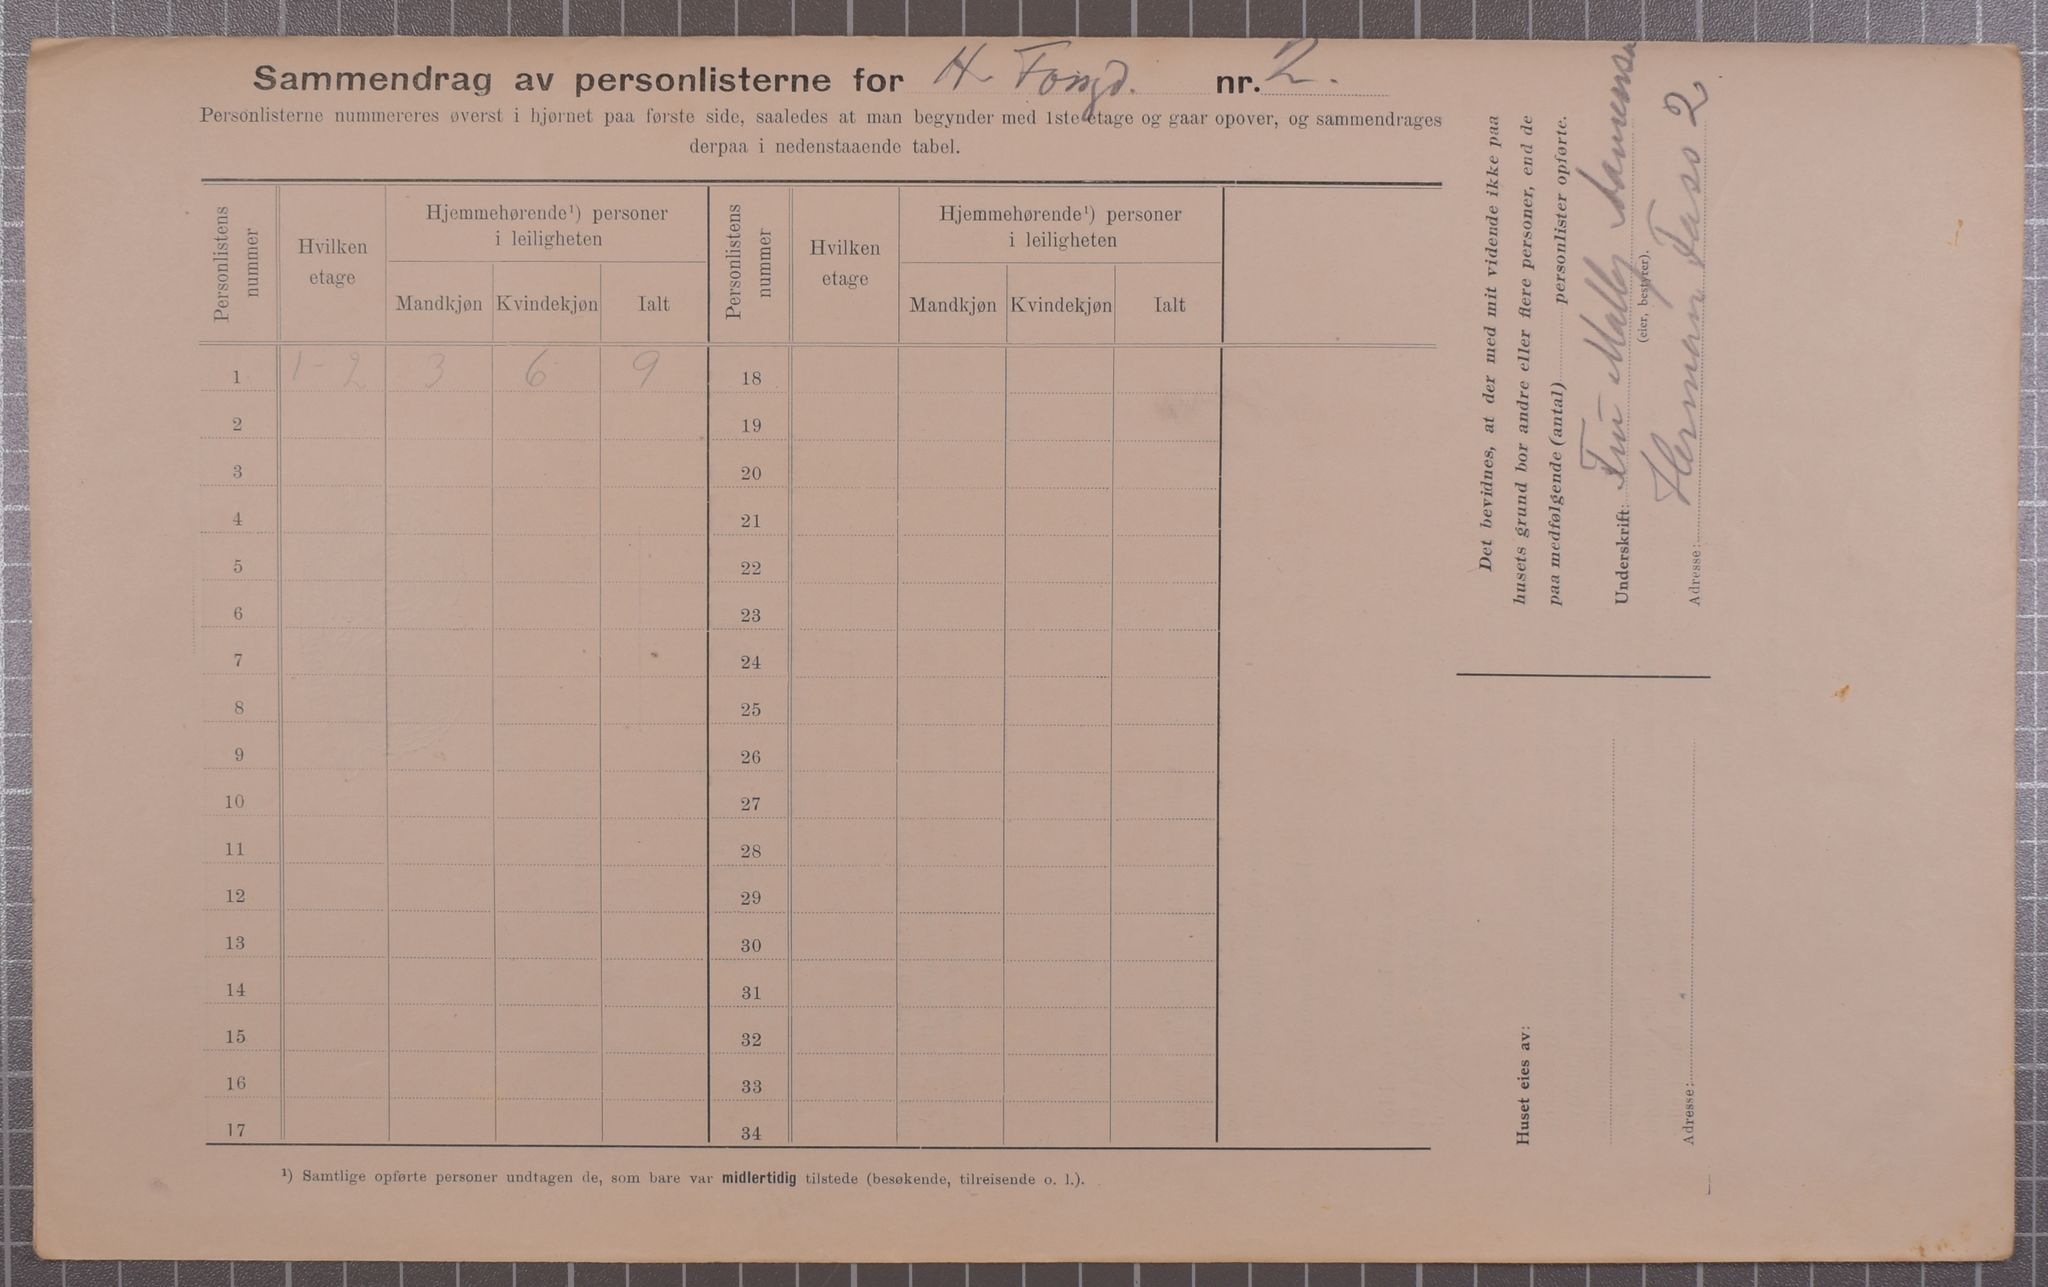 Sammendrag av personlisterne for H. nr. 2.
Personlisterne nummereres øverst i hjørnet paa første side, saaledes at man begynder med 1ste etage og gaar opover, og sammendrages
derpaa i nedenstaaende tabel.
Personlistens nummer Hvilken etage Hjemmehørende¹) personer i leiligheten Personlistens nummer Hvilken etage Hjemmehørende¹) personer i leiligheten
Mandkjøn Kvindekjøn Ialt Mandkjøn Kvindekjøn Ialt
1 1-2 3 6 9 18
2 19
3 20
4 21
5 22
6 23
7 24
8 25
9 26
10 27
11 28
12 29
13 30
14 31
15 32
16 33
17 34
¹) Samtlige opførte personer undtagen de, som bare var midlertidig tilstede (besøkende, tilreisende o. l.).
Det bevidnes, at der med mit vidende ikke paa
husets grund bor andre eller flere personer, end de
paa medfølgende (antal) personlister opførte.
Underskrift: Fru
(eier, bestyrer).
Adresse: Herman Foss 2
Huset eies av:
Adresse: